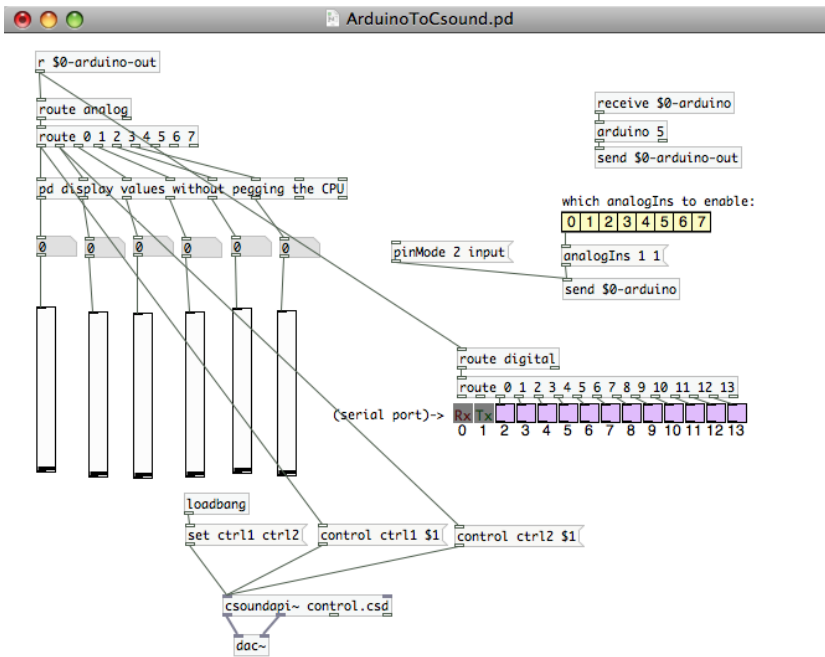 ArduinoToCsound.pd
r $0-arduino-out
route analog
route 0 1 2 3 4 5 6 7
pd display values without pegging the CPU
0 0 0 0 0 0
receive $0-arduino
arduino 5
send $0-arduino-out
which analogIns to enable:
0 1 2 3 4 5 6 7
pinMode 2 input
analogIns 1 1
send $0-arduino
route digital
route 0 1 2 3 4 5 6 7 8 9 10 11 12 13
(serial port)-> Rx Tx
0 1 2 3 4 5 6 7 8 9 10 11 12 13
loadbang
set ctrl1 ctrl2
control ctrl1 $1
control ctrl2 $1
csoundapi~ control.csd
dac~